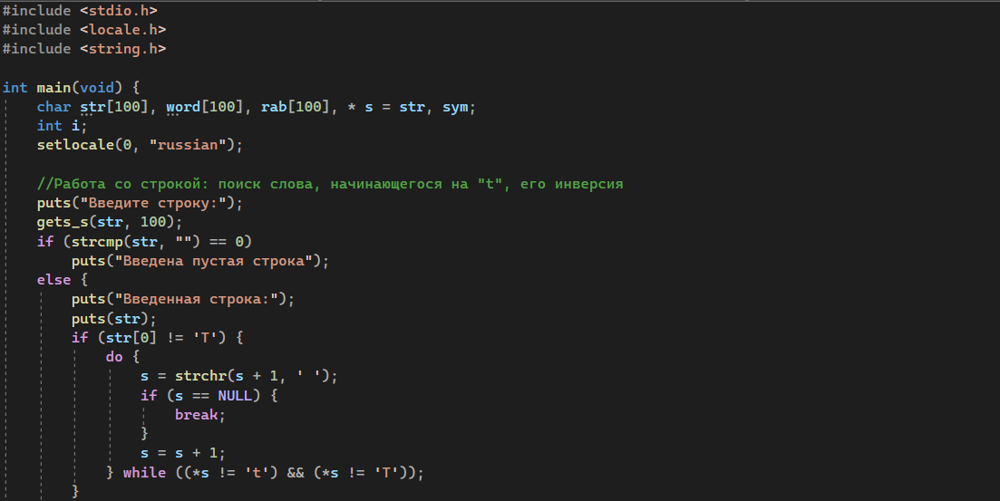 #include <stdio.h>
#include <locale.h>
#include <string.h>
int main(void) {
char str[100], word[100], rab[100], * s = str, sym;
int i;
setlocale(0, "russian");
//Работа со строкой: поиск слова, начинающегося на "t", его инверсия
puts("Введите строку:");
gets_s(str, 100);
if (strcmp(str, "") == 0)
puts("Введена пустая строка");
else {
puts("Введенная строка:");
puts(str);
if (str[0] != 'T') {
do {
s = strchr(s + 1, ' ');
if (s == NULL) {
break;
}
s = s + 1;
} while ((*s != 't') && (*s != 'T'));
}